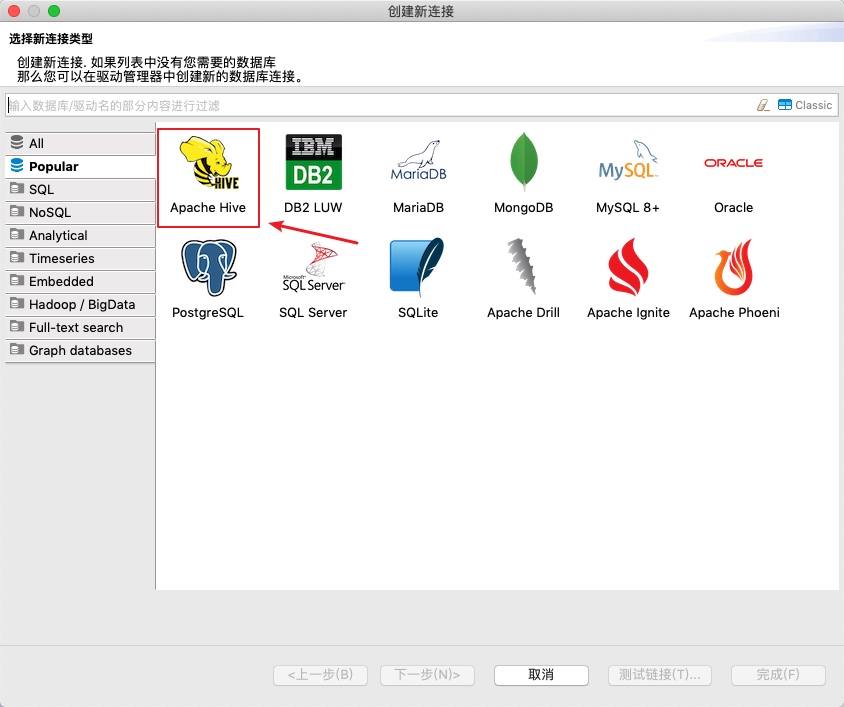 创建新连接
选择新连接类型
创建新连接. 如果列表中没有您需要的数据库
那么您可以在驱动管理器中创建新的数据库连接。
输入数据库/驱动名的部分内容进行过滤
Classic
All
Popular
SQL
NoSQL
Analytical
Timeseries
Embedded
Hadoop / BigData
Full-text search
Graph databases
HIVE
Apache Hive
IBM
DB2
DB2 LUW
MariaDB
MariaDB
MongoDB
MySQL
MySQL 8+
ORACLE
Oracle
PostgreSQL
Microsoft
SQL Server
SQL Server
SQLite
Apache Drill
Apache Ignite
Apache Phoeni
<上一步(B)
下一步(N)>
取消
测试链接(T)...
完成(F)